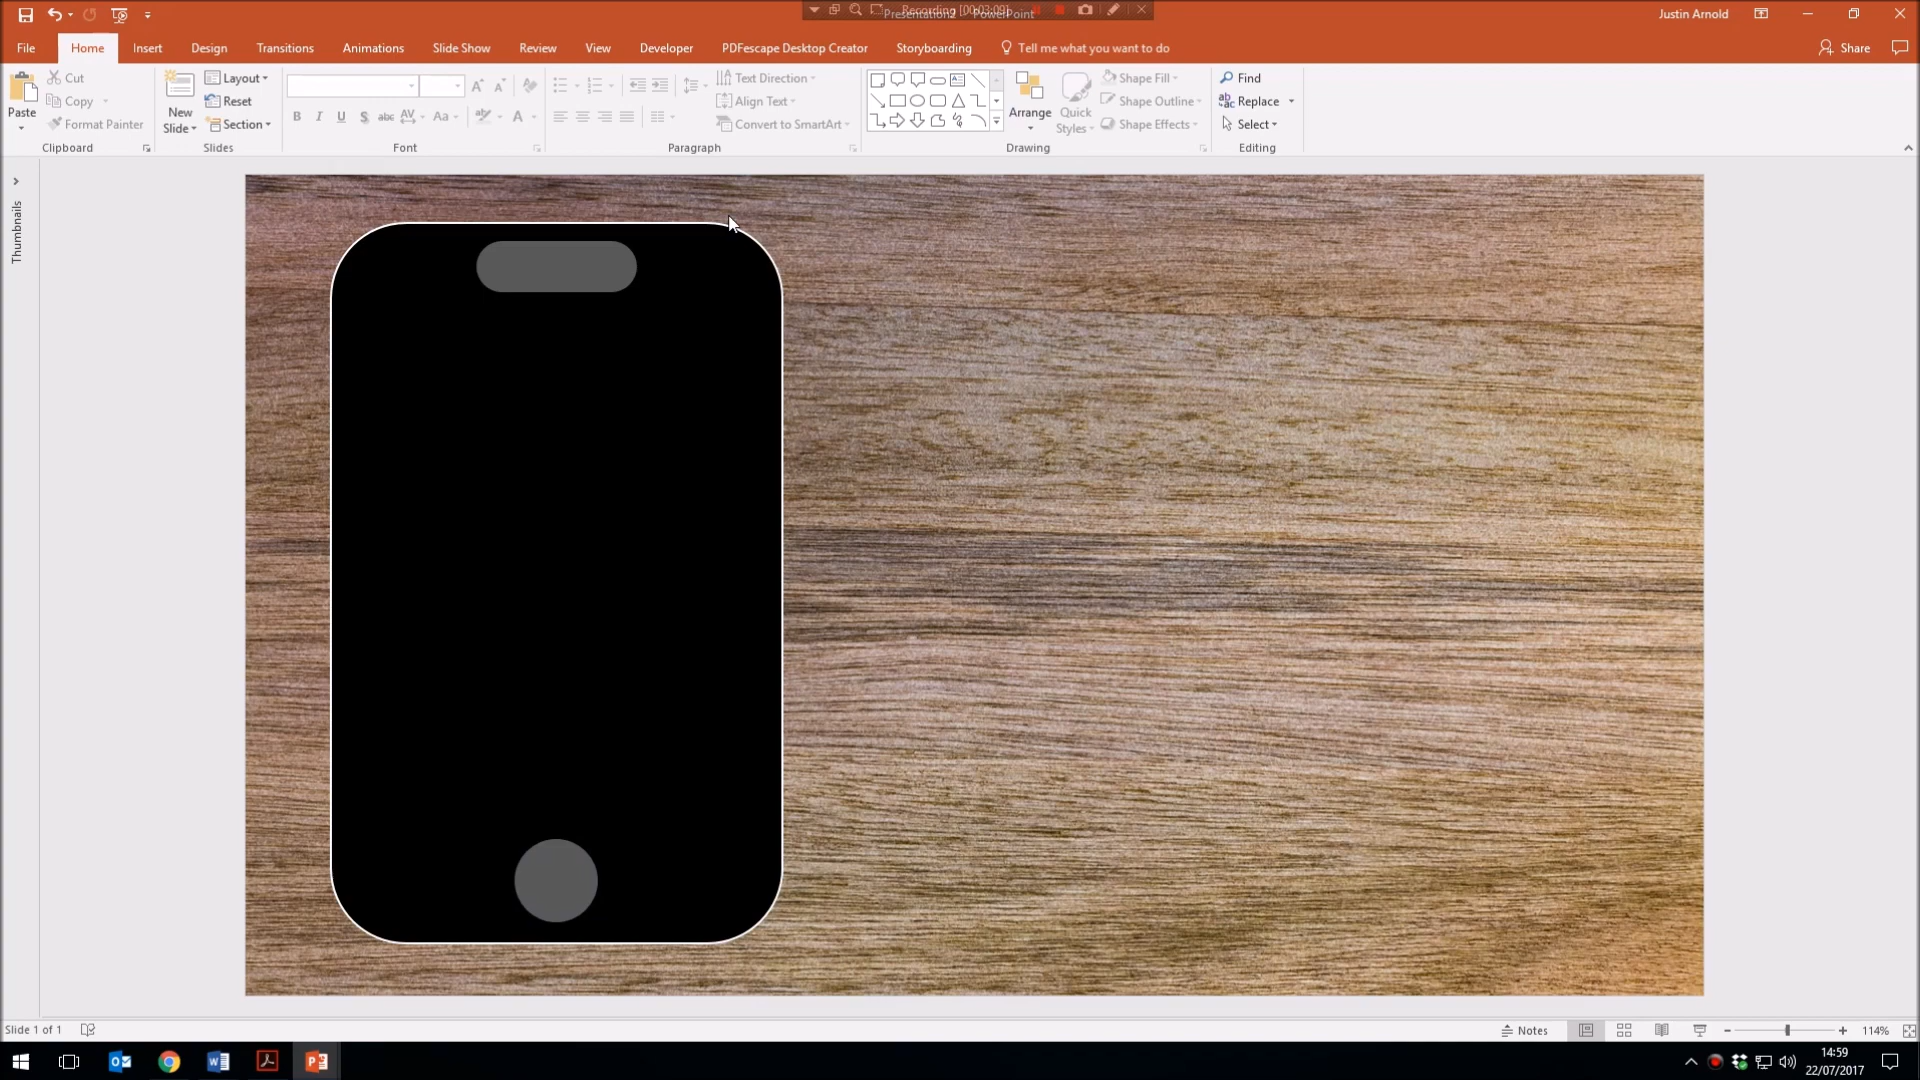 Recording [00:03:09]
Presentation2 - PowerPoint
Justin Arnold
File Home Insert Design Transitions Animations Slide Show Review View Developer PDFescape Desktop Creator Storyboarding Tell me what you want to do Share
Paste
Cut
Copy
Format Painter
Clipboard
New Slide
Layout
Reset
Section
Slides
B I U S abc AV Aa A
Font
Text Direction
Align Text
Convert to SmartArt
Paragraph
Arrange
Quick Styles
Shape Fill
Shape Outline
Shape Effects
Drawing
Find
Replace
Select
Editing
Thumbnails
Slide 1 of 1
Notes
114%
14:59
22/07/2017